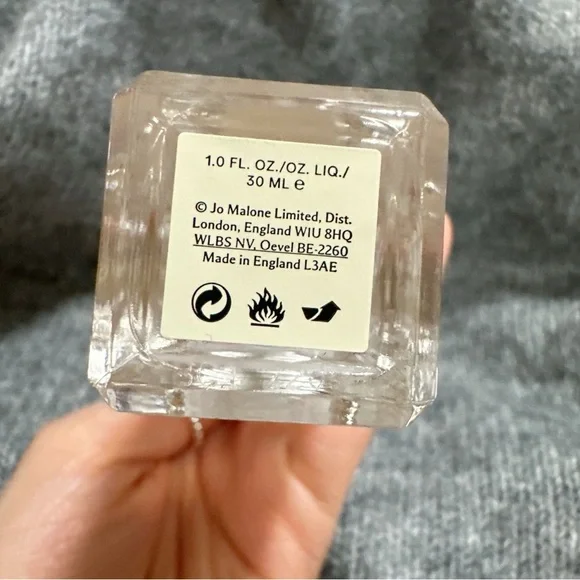 1.0 FL. OZ./OZ. LIQ./
30 ML ℮
© Jo Malone Limited, Dist.
London, England WIU 8HQ
WLBS NV, Oevel BE-2260
Made in England L3AE